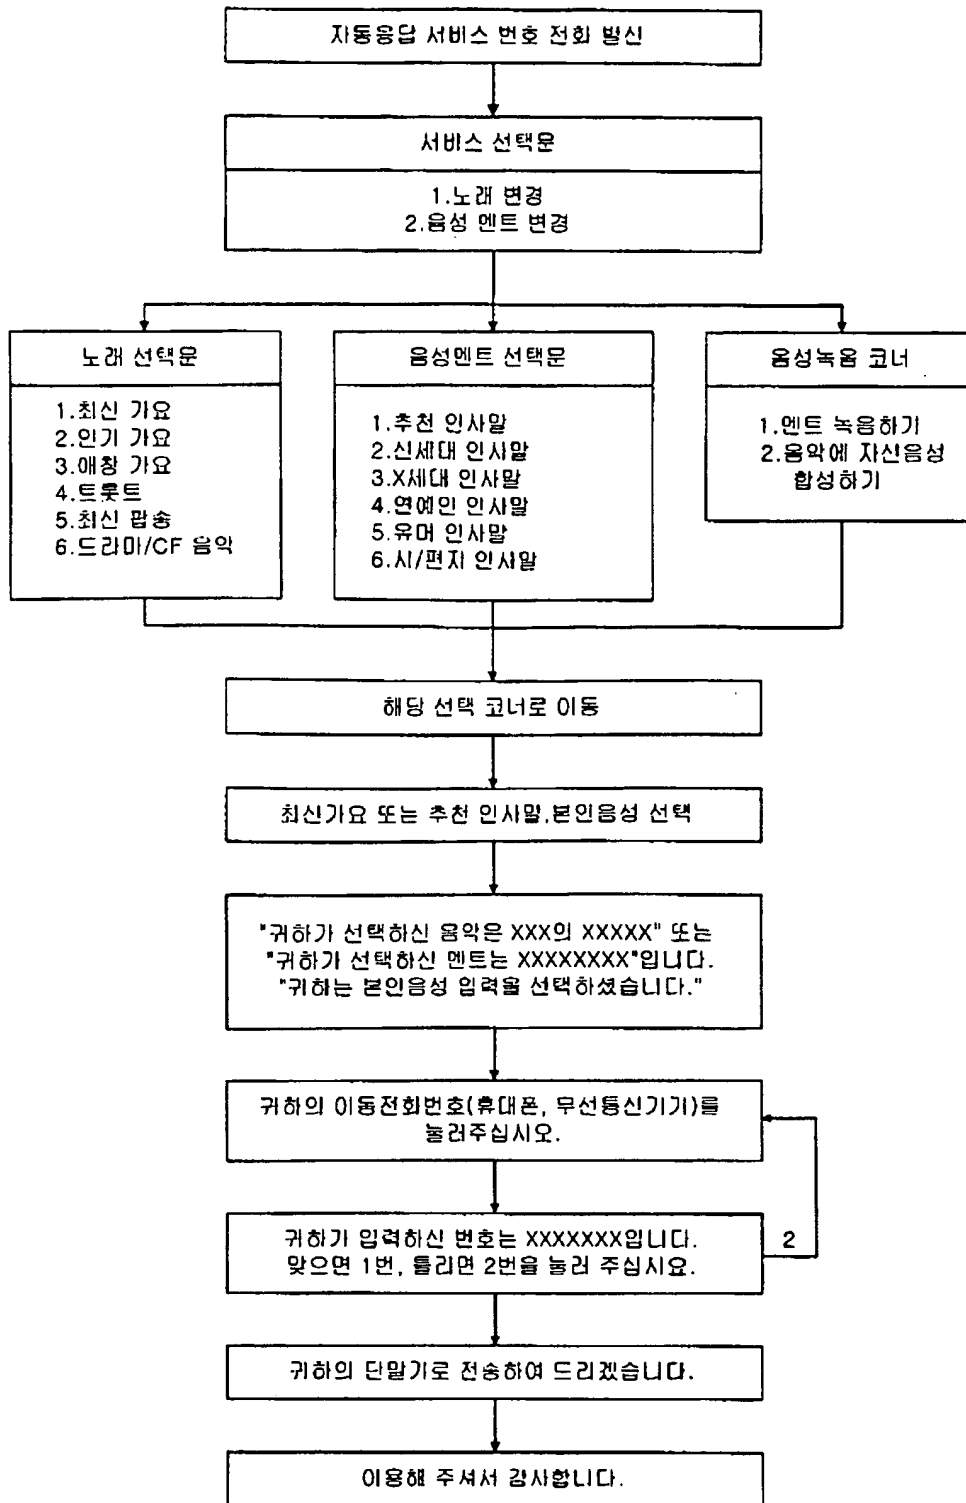 자동응답 서비스 번호 전화 발신
서비스 선택문
1.노래 변경
2.음성 멘트 변경
노래 선택문
1.최신 가요
2.인기 가요
3.애창 가요
4.트롯트
5.최신 팝송
6.드라마/CF 음악
음성멘트 선택문
1.추천 인사말
2.신세대 인사말
3.X세대 인사말
4.연예인 인사말
5.유머 인사말
6.시/편지 인사말
음성녹음 코너
1.멘트 녹음하기
2.음악에 자신음성
합성하기
해당 선택 코너로 이동
최신가요 또는 추천 인사말,본인음성 선택
"귀하가 선택하신 음악은 XXX의 XXXXX" 또는
"귀하가 선택하신 멘트는 XXXXXXXX"입니다.
"귀하는 본인음성 입력을 선택하셨습니다."
귀하의 이동전화번호(휴대폰, 무선통신기기)를
눌러주십시오.
귀하가 입력하신 번호는 XXXXXXX입니다.
맞으면 1번, 틀리면 2번을 눌러 주십시요.
2
귀하의 단말기로 전송하여 드리겠습니다.
이용해 주셔서 감사합니다.